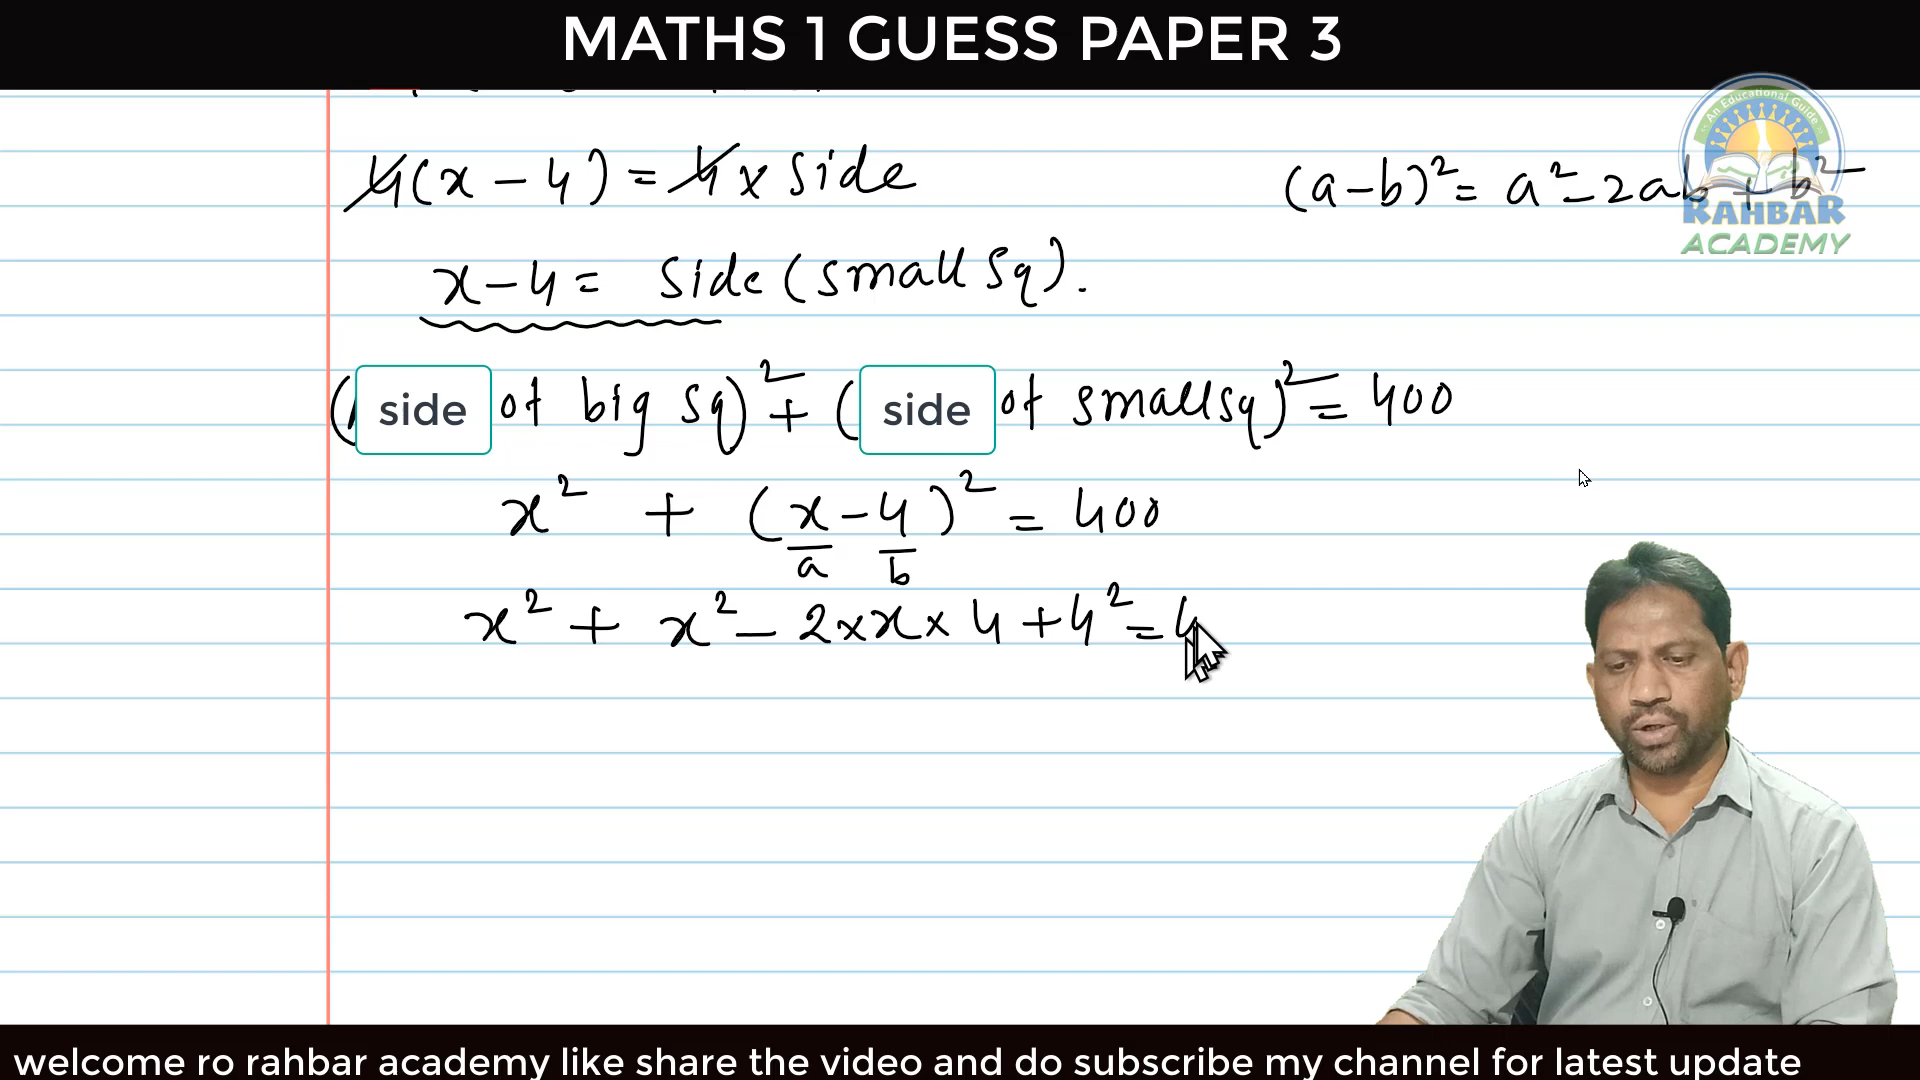 MATHS 1 GUESS PAPER 3
4(x - 4) = 4 x side
(a-b)² = a² - 2ab + b²
An Educational Guide
RAHBAR
ACADEMY
x - 4 = side (small sq).
(side of big sq)² + (side of small sq)² = 400
x² + (x - 4)² = 400
a b
x² + x² - 2 × x × 4 + 4² = 4
welcome ro rahbar academy like share the video and do subscribe my channel for latest update